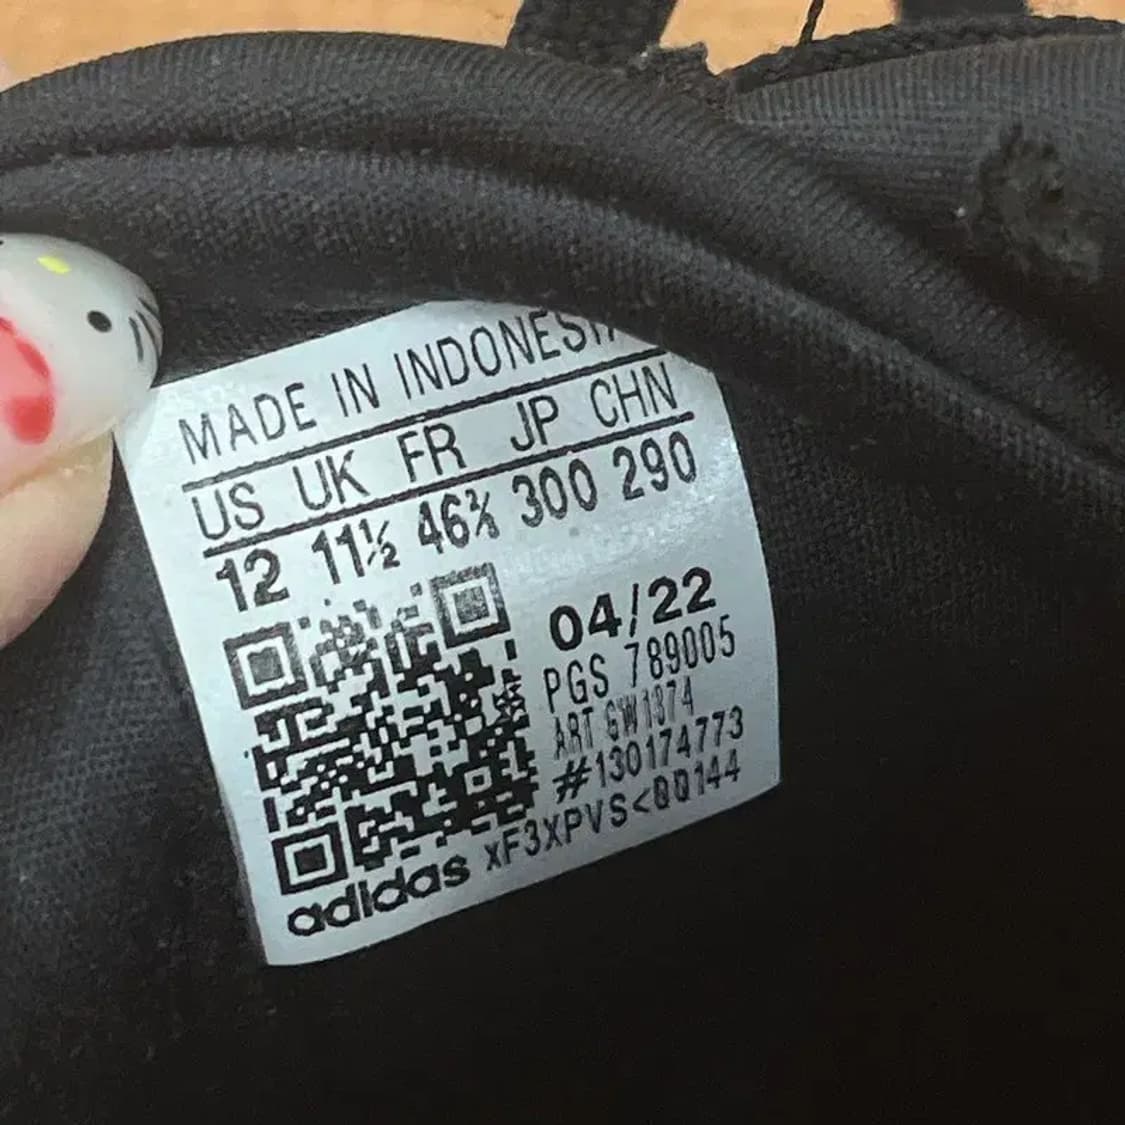 MADE IN INDONESIA
US UK FR JP CHN
12 11½ 46⅔ 300 290
04/22
PGS 789005
ART GW1374
#130174773
adidas xF3XPVS<00144